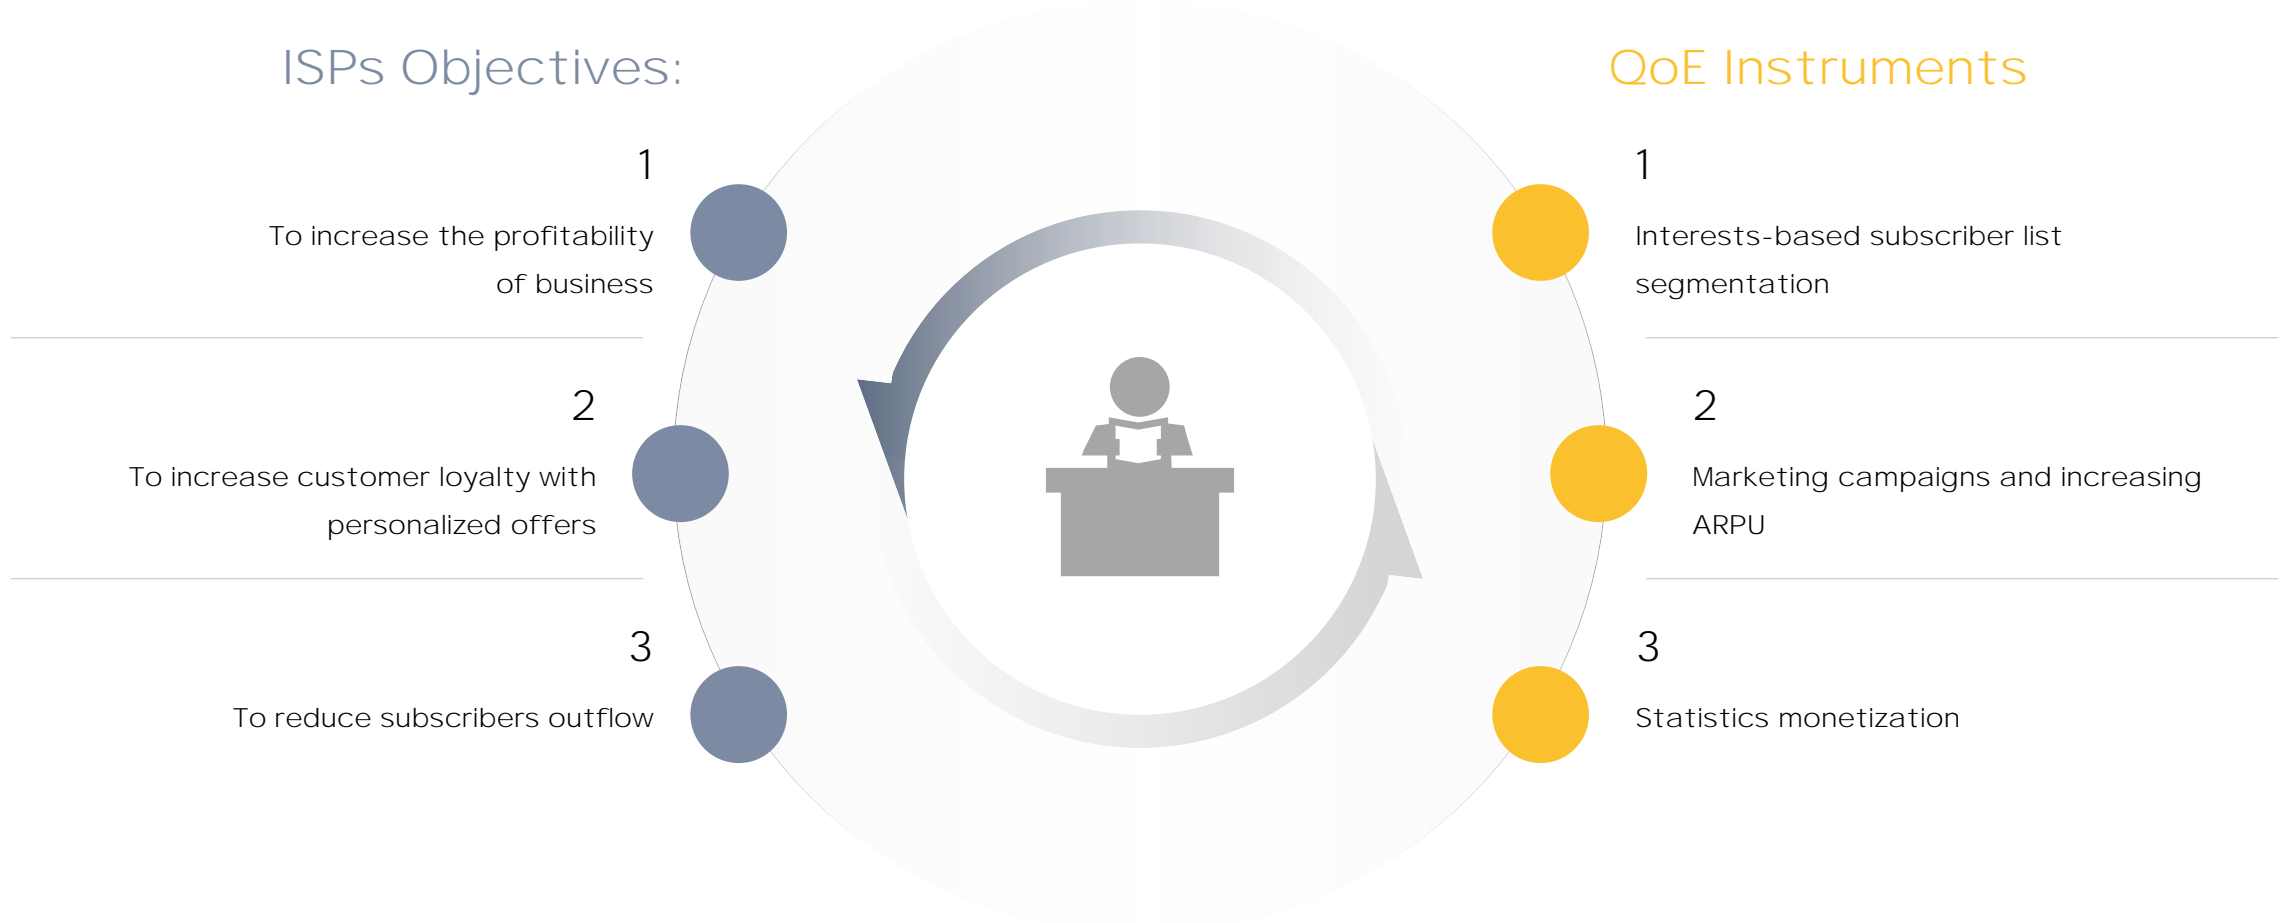 ISPs Objectives:
1
To increase the profitability
of business
2
To increase customer loyalty with
personalized offers
3
To reduce subscribers outflow
QoE Instruments
1
Interests-based subscriber list
segmentation
2
Marketing campaigns and increasing
ARPU
3
Statistics monetization